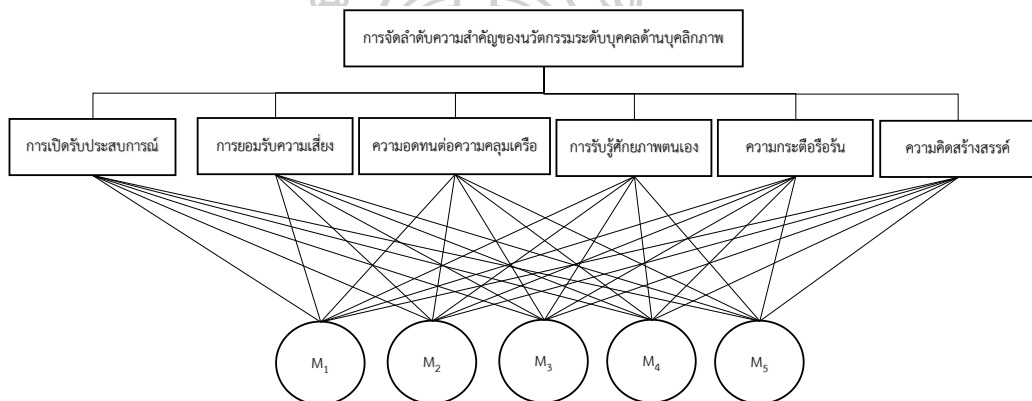 การจัดลำดับความสำคัญของนวัตกรรมระดับบุคคลด้านบุคลิกภาพ
การเปิดรับประสบการณ์
การยอมรับความเสี่ยง
ความอดทนต่อความคลุมเครือ
การรับรู้ศักยภาพตนเอง
ความกระตือรือร้น
ความคิดสร้างสรรค์
M₁
M₂
M₃
M₄
M₅